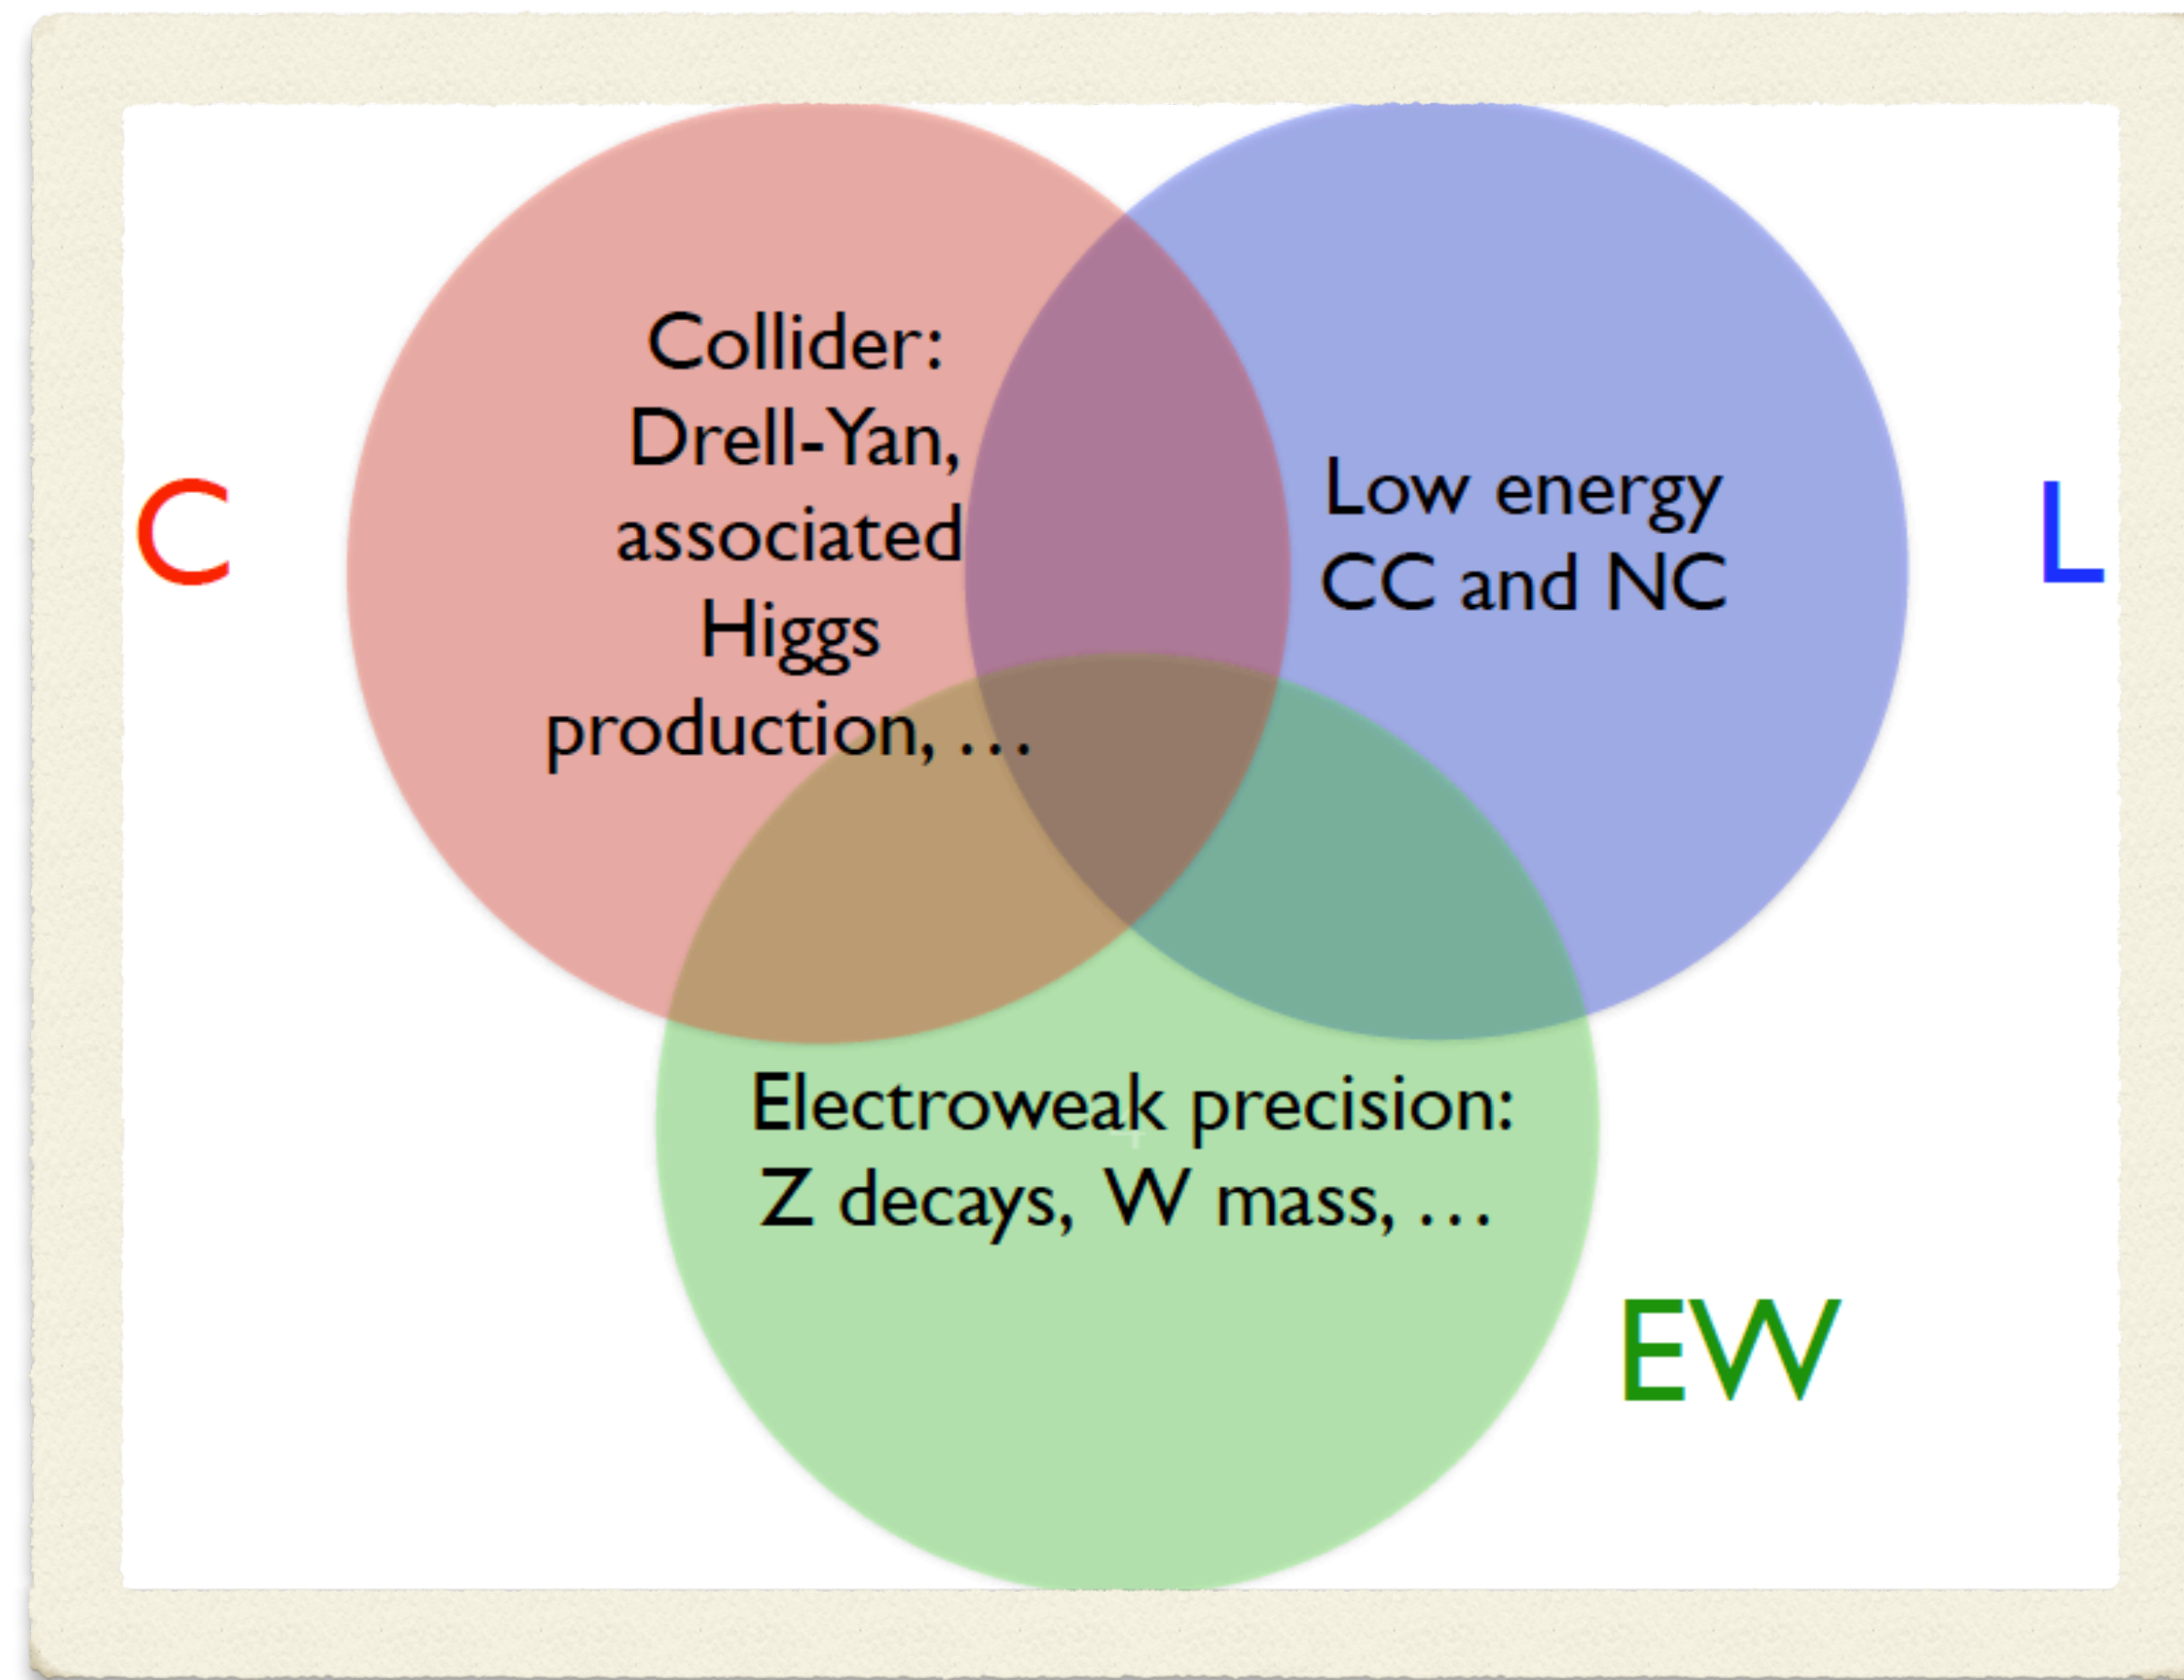 Collider:
Drell-Yan,
associated
Higgs
production, …
C
Low energy
CC and NC
L
Electroweak precision:
Z decays, W mass, …
EW